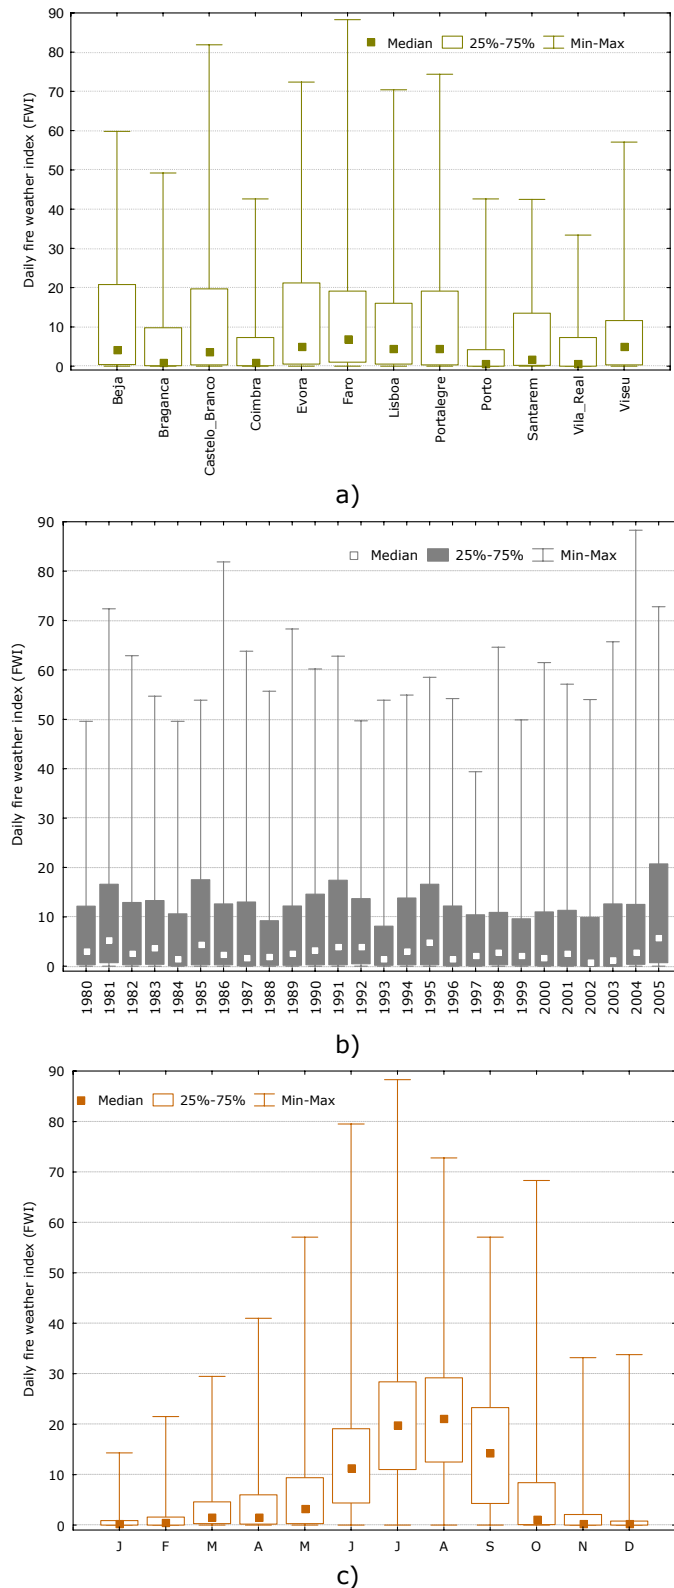 90
80
70
60
50
40
30
20
10
0
Daily fire weather index (FWI)
Median 25%-75% Min-Max
Beja Braganca Castelo_Branco Coimbra Evora Faro Lisboa Portalegre Porto Santarem Vila_Real Viseu
a)
90
80
70
60
50
40
30
20
10
0
Daily fire weather index (FWI)
Median 25%-75% Min-Max
1980 1981 1982 1983 1984 1985 1986 1987 1988 1989 1990 1991 1992 1993 1994 1995 1996 1997 1998 1999 2000 2001 2002 2003 2004 2005
b)
90
80
70
60
50
40
30
20
10
0
Daily fire weather index (FWI)
Median 25%-75% Min-Max
J F M A M J J A S O N D
c)